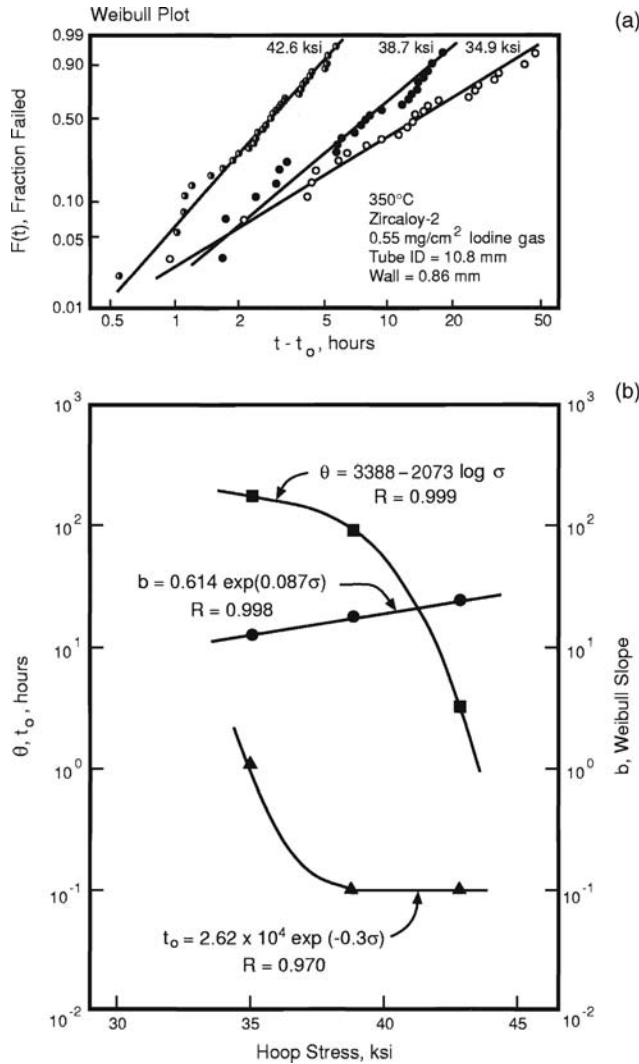 Weibull Plot
(a)
42.6 ksi
38.7 ksi
34.9 ksi
F(t), Fraction Failed
0.99
0.90
0.50
0.10
0.05
0.01
350°C
Zircaloy-2
0.55 mg/cm² Iodine gas
Tube ID = 10.8 mm
Wall = 0.86 mm
0.5 1 2 5 10 20 50
t - t₀, hours
(b)
θ, t₀, hours
10³
10²
10¹
10⁰
10⁻¹
10⁻²
θ = 3388 – 2073 log σ
R = 0.999
b = 0.614 exp(0.087σ)
R = 0.998
t₀ = 2.62 x 10⁴ exp (-0.3σ)
R = 0.970
10³
10²
10¹
10⁰
10⁻¹
10⁻²
b, Weibull Slope
30 35 40 45
Hoop Stress, ksi